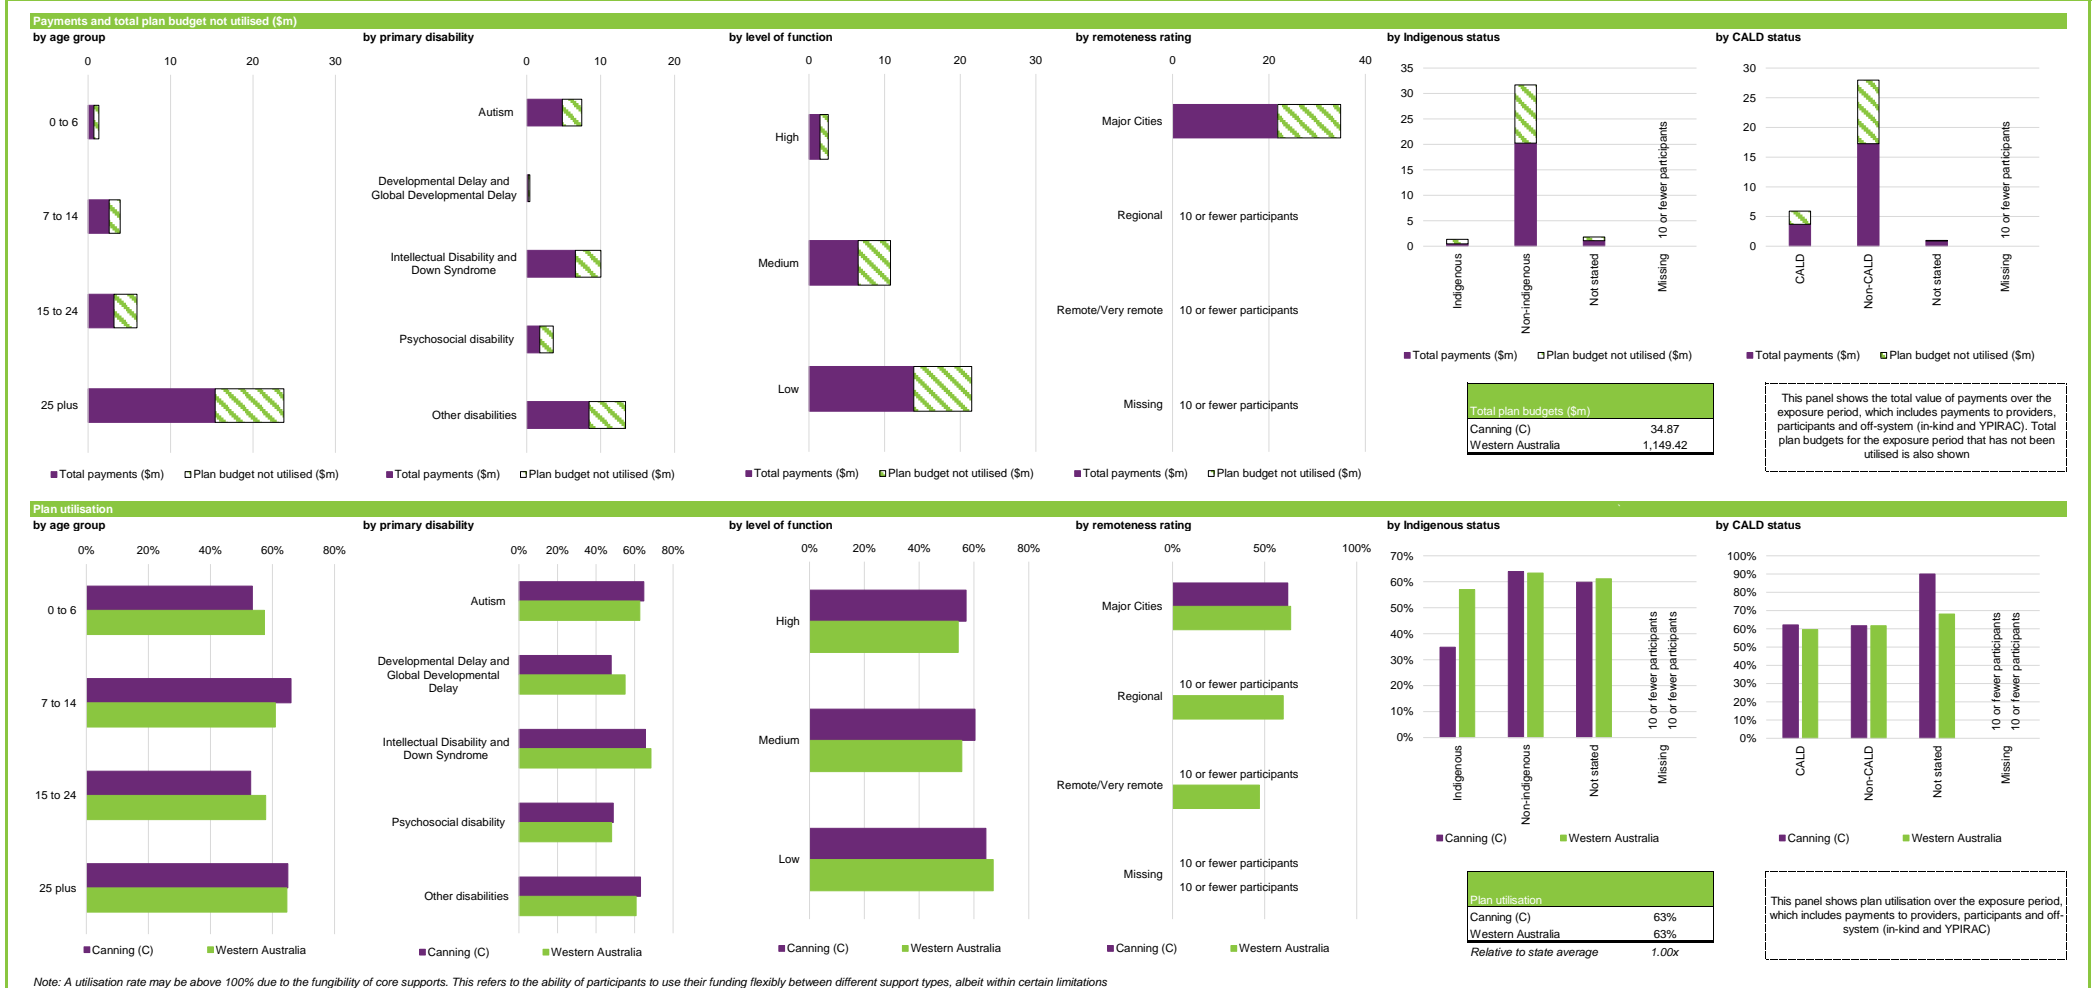 Payments and total plan budget not utilised ($m)
by age group
0 10 20 30
0 to 6
7 to 14
15 to 24
25 plus
Total payments ($m) Plan budget not utilised ($m)
by primary disability
0 10 20
Autism
Developmental Delay and
Global Developmental Delay
Intellectual Disability and
Down Syndrome
Psychosocial disability
Other disabilities
Total payments ($m) Plan budget not utilised ($m)
by level of function
0 10 20 30
High
Medium
Low
Total payments ($m) Plan budget not utilised ($m)
by remoteness rating
0 20 40
Major Cities
Regional 10 or fewer participants
Remote/Very remote 10 or fewer participants
Missing 10 or fewer participants
Total payments ($m) Plan budget not utilised ($m)
by Indigenous status
35
30
25
20
15
10
5
0
10 or fewer participants
Indigenous
Non-indigenous
Not stated
Missing
Total payments ($m) Plan budget not utilised ($m)
Total plan budgets ($m)
Canning (C) 34.87
Western Australia 1,149.42
by CALD status
30
25
20
15
10
5
0
10 or fewer participants
CALD
Non-CALD
Not stated
Missing
Total payments ($m) Plan budget not utilised ($m)
This panel shows the total value of payments over the
exposure period, which includes payments to providers,
participants and off-system (in-kind and YPIRAC). Total
plan budgets for the exposure period that has not been
utilised is also shown
Plan utilisation
by age group
0% 20% 40% 60% 80%
0 to 6
7 to 14
15 to 24
25 plus
Canning (C) Western Australia
by primary disability
0% 20% 40% 60% 80%
Autism
Developmental Delay and
Global Developmental
Delay
Intellectual Disability and
Down Syndrome
Psychosocial disability
Other disabilities
Canning (C) Western Australia
by level of function
0% 20% 40% 60% 80%
High
Medium
Low
Canning (C) Western Australia
by remoteness rating
0% 50% 100%
Major Cities
10 or fewer participants
Regional
10 or fewer participants
Remote/Very remote
10 or fewer participants
Missing
10 or fewer participants
Canning (C) Western Australia
by Indigenous status
70%
60%
50%
40%
30%
20%
10%
0%
10 or fewer participants
10 or fewer participants
Indigenous
Non-indigenous
Not stated
Missing
Canning (C) Western Australia
Plan utilisation
Canning (C) 63%
Western Australia 63%
Relative to state average 1.00x
by CALD status
100%
90%
80%
70%
60%
50%
40%
30%
20%
10%
0%
10 or fewer participants
10 or fewer participants
CALD
Non-CALD
Not stated
Missing
Canning (C) Western Australia
This panel shows plan utilisation over the exposure period,
which includes payments to providers, participants and off-
system (in-kind and YPIRAC)
Note: A utilisation rate may be above 100% due to the fungibility of core supports. This refers to the ability of participants to use their funding flexibly between different support types, albeit within certain limitations